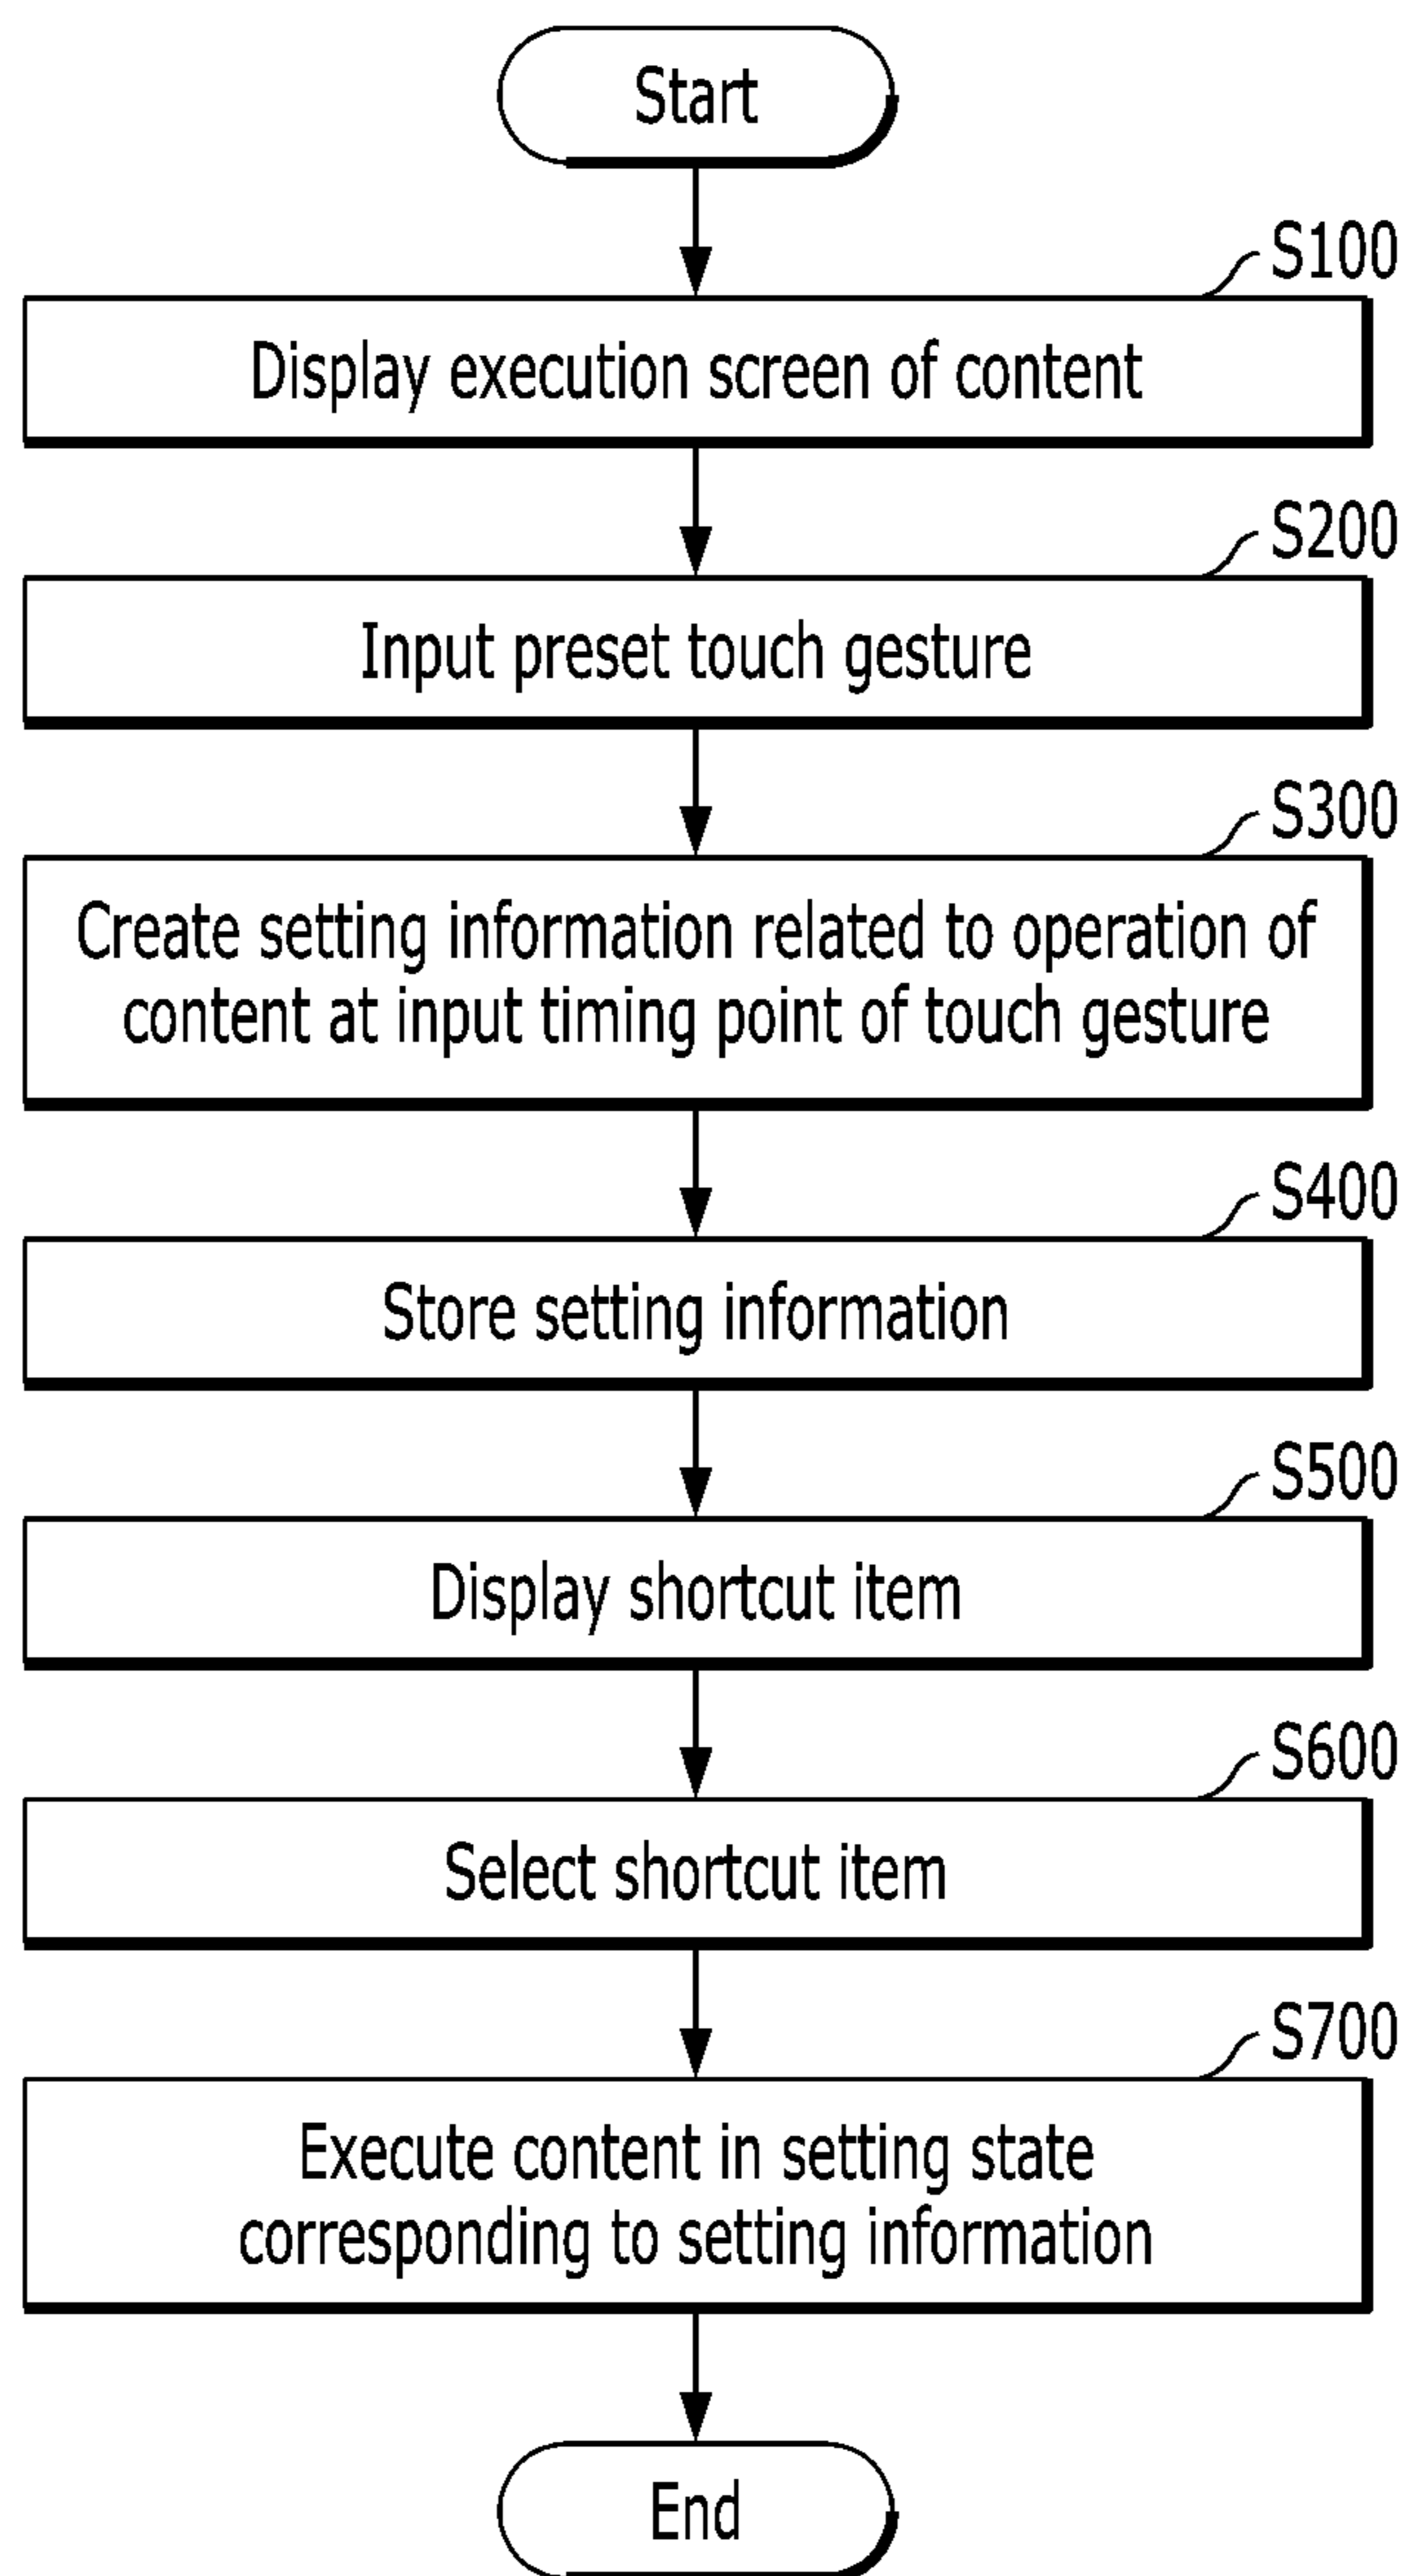 Start
S100
Display execution screen of content
S200
Input preset touch gesture
S300
Create setting information related to operation of
content at input timing point of touch gesture
S400
Store setting information
S500
Display shortcut item
S600
Select shortcut item
S700
Execute content in setting state
corresponding to setting information
End